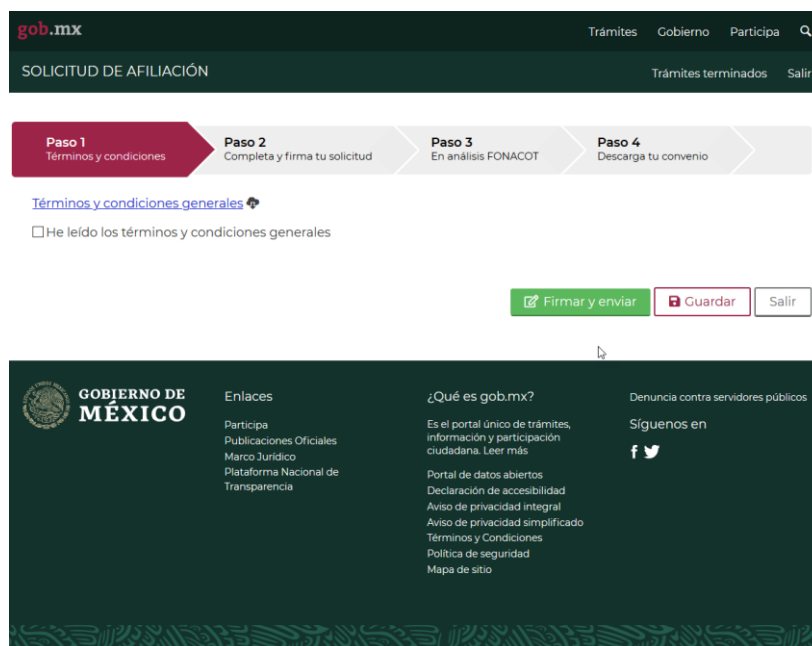 gob.mx
Trámites Gobierno Participa
SOLICITUD DE AFILIACIÓN
Trámites terminados Salir
Paso 1
Términos y condiciones
Paso 2
Completa y firma tu solicitud
Paso 3
En análisis FONACOT
Paso 4
Descarga tu convenio
Términos y condiciones generales
He leído los términos y condiciones generales
Firmar y enviar
Guardar
Salir
GOBIERNO DE
MÉXICO
Enlaces
Participa
Publicaciones Oficiales
Marco Jurídico
Plataforma Nacional de
Transparencia
¿Qué es gob.mx?
Es el portal único de trámites,
información y participación
ciudadana. Leer más
Portal de datos abiertos
Declaración de accesibilidad
Aviso de privacidad integral
Aviso de privacidad simplificado
Términos y Condiciones
Política de seguridad
Mapa de sitio
Denuncia contra servidores públicos
Síguenos en